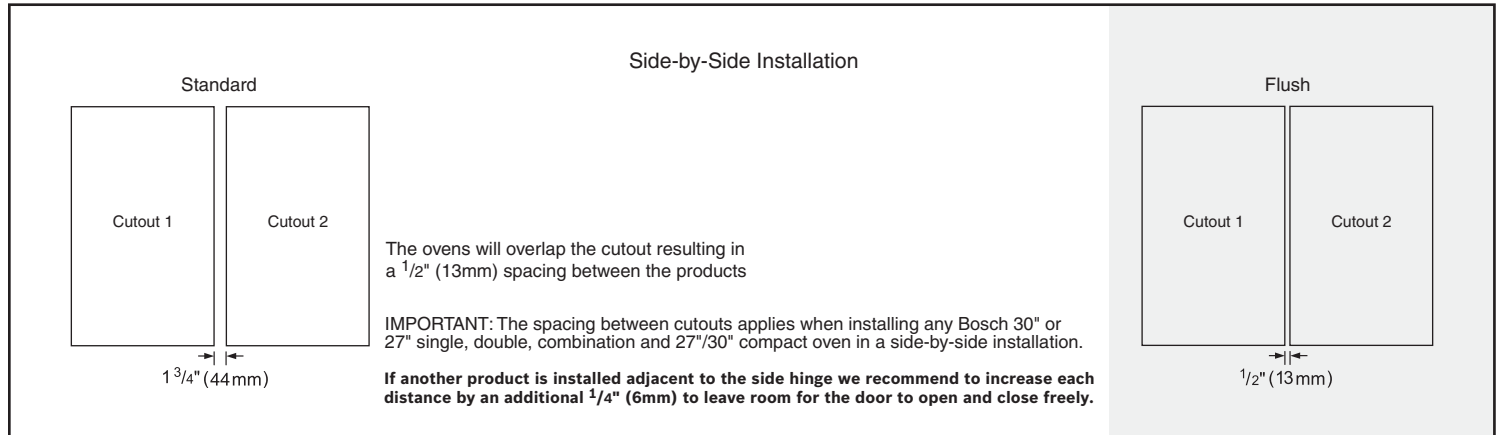 Side-by-Side Installation
Standard
Cutout 1
Cutout 2
1 3/4" (44mm)
The ovens will overlap the cutout resulting in
a 1/2" (13mm) spacing between the products
IMPORTANT: The spacing between cutouts applies when installing any Bosch 30" or
27" single, double, combination and 27"/30" compact oven in a side-by-side installation.
If another product is installed adjacent to the side hinge we recommend to increase each
distance by an additional 1/4" (6mm) to leave room for the door to open and close freely.
Flush
Cutout 1
Cutout 2
1/2" (13mm)